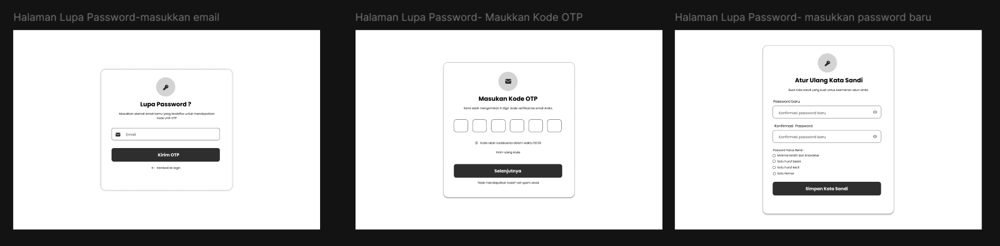 Halaman Lupa Password-masukkan email
Lupa Password ?
Masukkan alamat email kamu yang terdaftar untuk mendapatkan
kode unik OTP
Email
Kirim OTP
← Kembali ke login
Halaman Lupa Password- Maukkan Kode OTP
Masukan Kode OTP
Kami telah mengirimkan 6 digit kode verifikasi ke email Anda.
Kode akan kadaluarsa dalam waktu 00.56
Kirim ulang kode
Selanjutnya
Tidak mendapatkan kode? cek spam anda
Halaman Lupa Password- masukkan password baru
Atur Ulang Kata Sandi
Buat Kata sandi yang kuat untuk keamanan akun anda
Password baru
Konfirmasi password baru
Konfirmasi Password
Konfirmasi password baru
Pasword Harus Berisi :
Minimal terdiri dari 8 karakter
Satu huruf besar
Satu huruf kecil
Satu Nomor
Simpan Kata Sandi